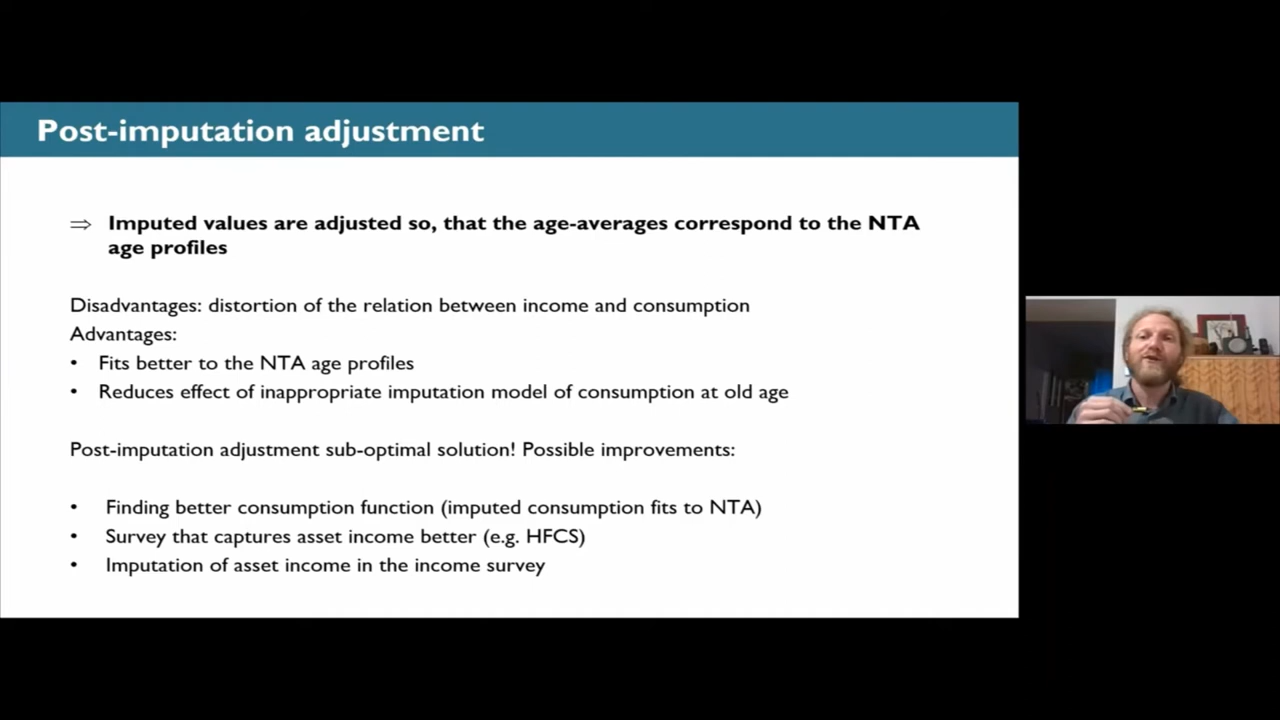 Post-imputation adjustment
⇒ Imputed values are adjusted so, that the age-averages correspond to the NTA
age profiles
Disadvantages: distortion of the relation between income and consumption
Advantages:
• Fits better to the NTA age profiles
• Reduces effect of inappropriate imputation model of consumption at old age
Post-imputation adjustment sub-optimal solution! Possible improvements:
• Finding better consumption function (imputed consumption fits to NTA)
• Survey that captures asset income better (e.g. HFCS)
• Imputation of asset income in the income survey